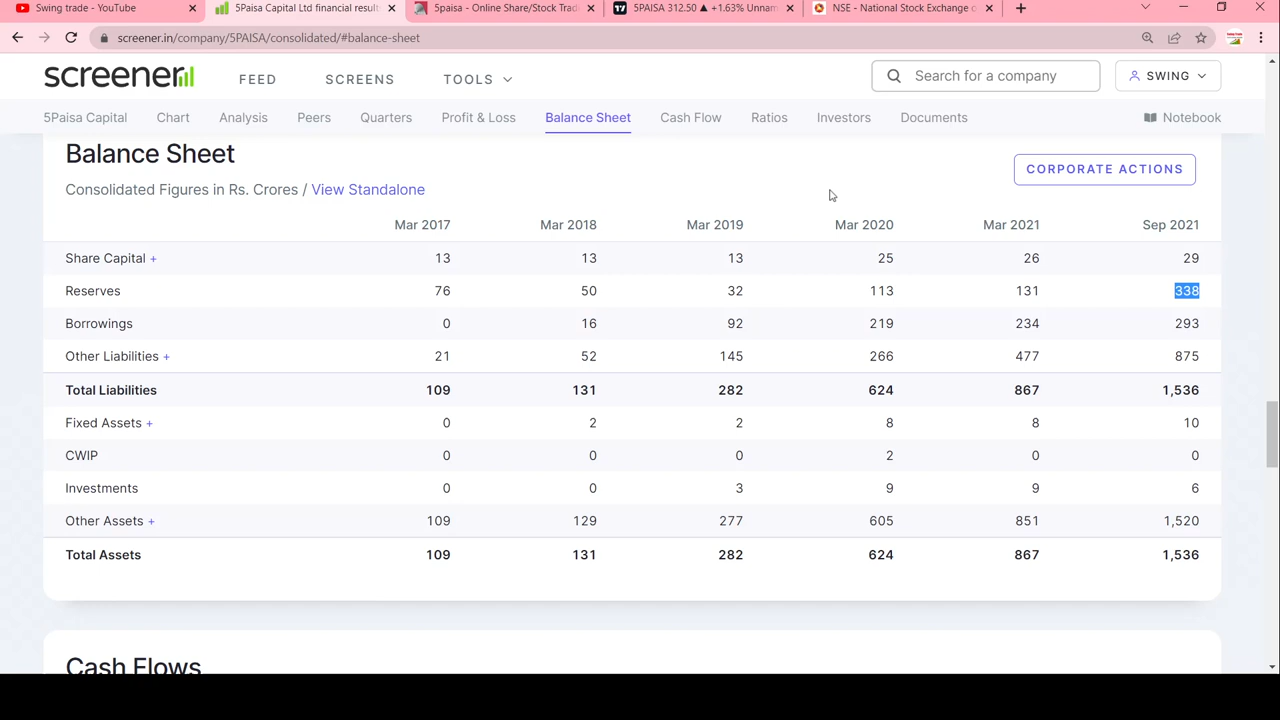 Swing trade - YouTube
5Paisa Capital Ltd financial result
5paisa - Online Share/Stock Trad
5PAISA 312.50 ▲ +1.63% Unnam
NSE - National Stock Exchange o
screener.in/company/5PAISA/consolidated/#balance-sheet
screener
FEED
SCREENS
TOOLS
Search for a company
SWING
5Paisa Capital
Chart
Analysis
Peers
Quarters
Profit & Loss
Balance Sheet
Cash Flow
Ratios
Investors
Documents
Notebook
Balance Sheet
CORPORATE ACTIONS
Consolidated Figures in Rs. Crores / View Standalone
Mar 2017 Mar 2018 Mar 2019 Mar 2020 Mar 2021 Sep 2021
Share Capital + 13 13 13 25 26 29
Reserves 76 50 32 113 131 338
Borrowings 0 16 92 219 234 293
Other Liabilities + 21 52 145 266 477 875
Total Liabilities 109 131 282 624 867 1,536
Fixed Assets + 0 2 2 8 8 10
CWIP 0 0 0 2 0 0
Investments 0 0 3 9 9 6
Other Assets + 109 129 277 605 851 1,520
Total Assets 109 131 282 624 867 1,536
Cash Flows